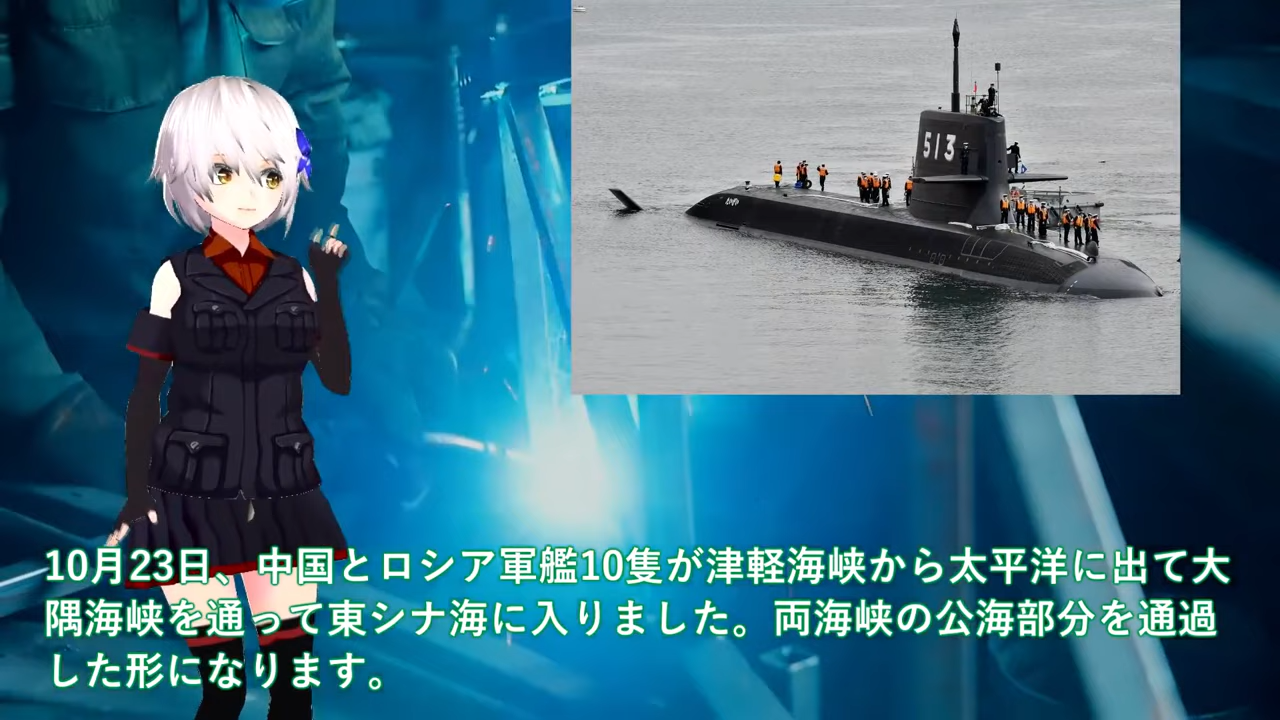 513
10月23日、中国とロシア軍艦10隻が津軽海峡から太平洋に出て大
隅海峡を通って東シナ海に入りました。両海峡の公海部分を通過
した形になります。